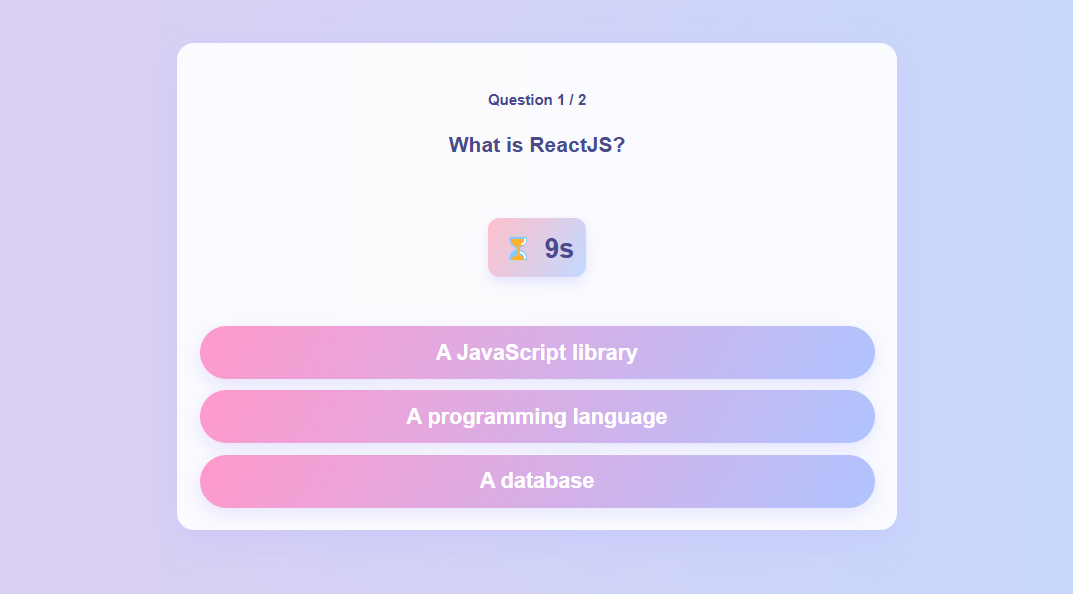 Question 1 / 2
What is ReactJS?
⏳ 9s
A JavaScript library
A programming language
A database